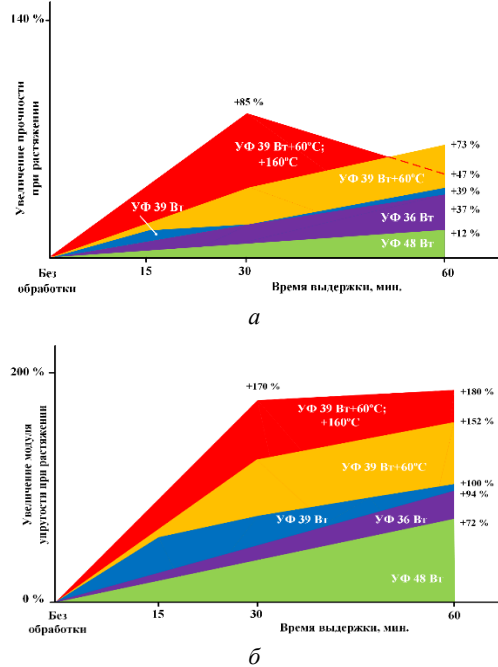 140 %
Увеличение прочности
при растяжении
+85 %
УФ 39 Вт+60°С;
+160°С
+73 %
УФ 39 Вт+60°С
+47 %
УФ 39 Вт
+39 %
УФ 36 Вт
+37 %
УФ 48 Вт
+12 %
Без
обработки
15
30
Время выдержки, мин.
60
а
200 %
Увеличение модуля
упругости при растяжении
+170 %
+180 %
УФ 39 Вт+60°С;
+160°С
+152 %
УФ 39 Вт+60°С
+100 %
УФ 39 Вт
УФ 36 Вт
+94 %
+72 %
УФ 48 Вт
0 %
Без
обработки
15
30
Время выдержки, мин.
60
б